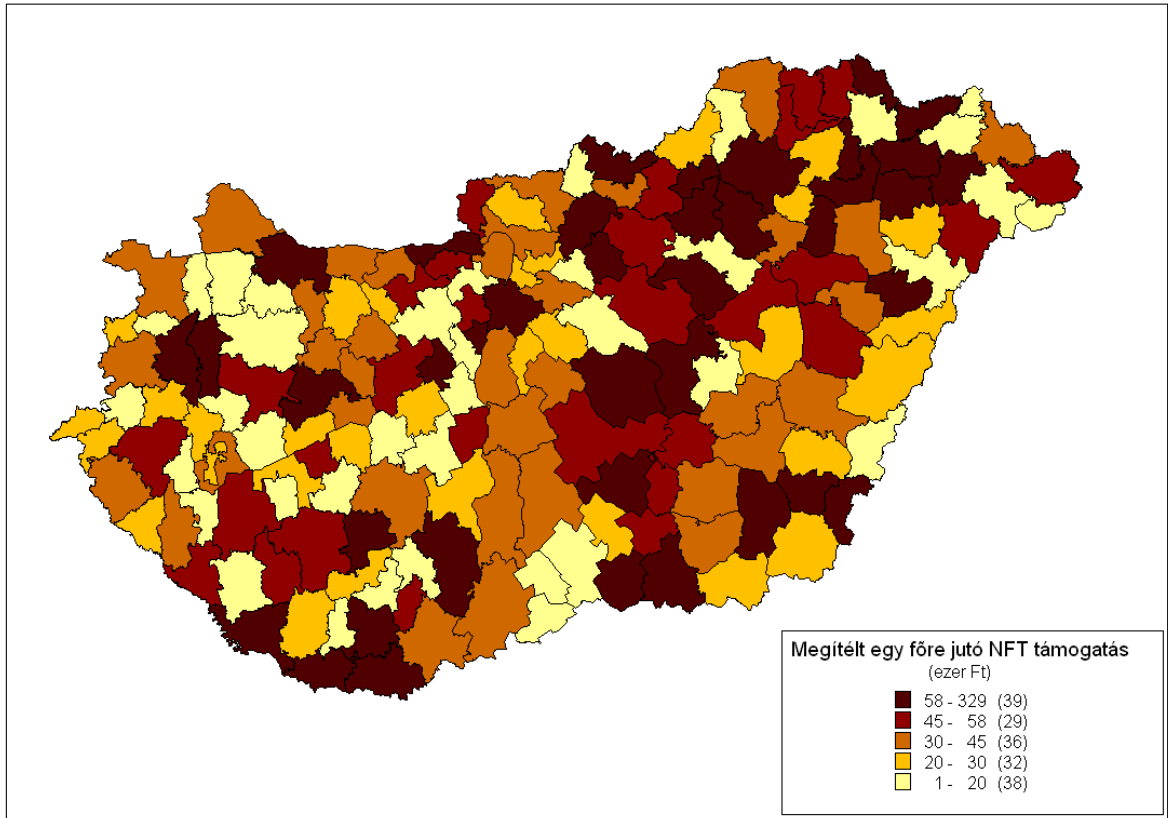 Megítélt egy főre jutó NFT támogatás
(ezer Ft)
58 - 329 (39)
45 - 58 (29)
30 - 45 (36)
20 - 30 (32)
1 - 20 (38)